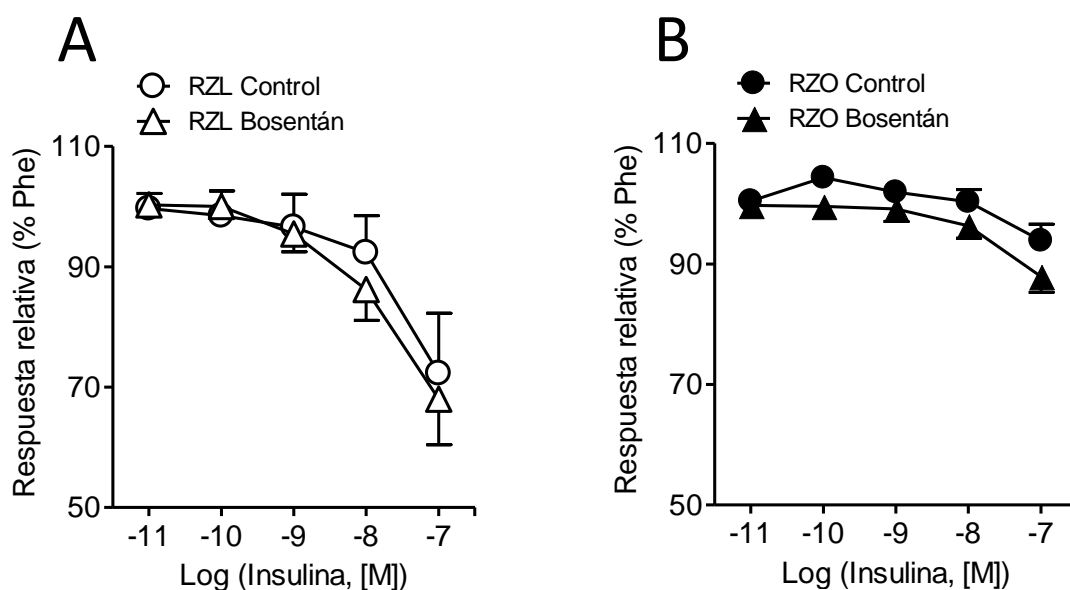 A
RZL Control
RZL Bosentán
110
90
70
50
Respuesta relativa (% Phe)
-11 -10 -9 -8 -7
Log (Insulina, [M])
B
RZO Control
RZO Bosentán
110
90
70
50
Respuesta relativa (% Phe)
-11 -10 -9 -8 -7
Log (Insulina, [M])